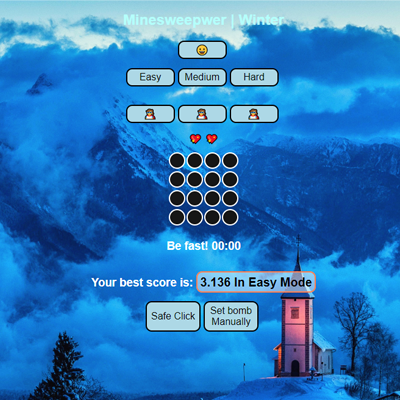 Minesweepwer | Winter
Easy Medium Hard
Be fast! 00:00
Your best score is: 3.136 In Easy Mode
Safe Click Set bomb
Manually